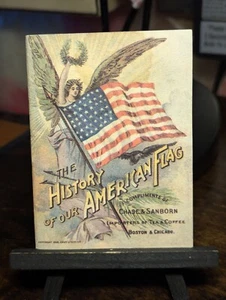 THE
HISTORY
OF OUR
AMERICAN FLAG
COMPLIMENTS OF
CHASE & SANBORN
IMPORTERS OF TEA & COFFEE
BOSTON & CHICAGO.